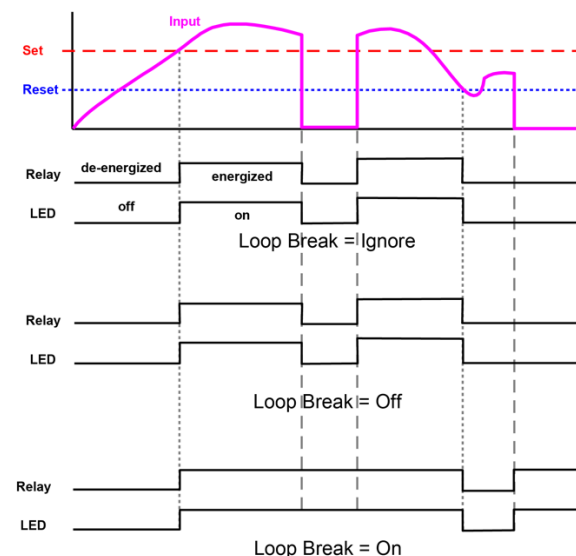 Input
Set
Reset
Relay de-energized energized
LED off on
Loop Break = Ignore
Relay
LED
Loop Break = Off
Relay
LED
Loop Break = On